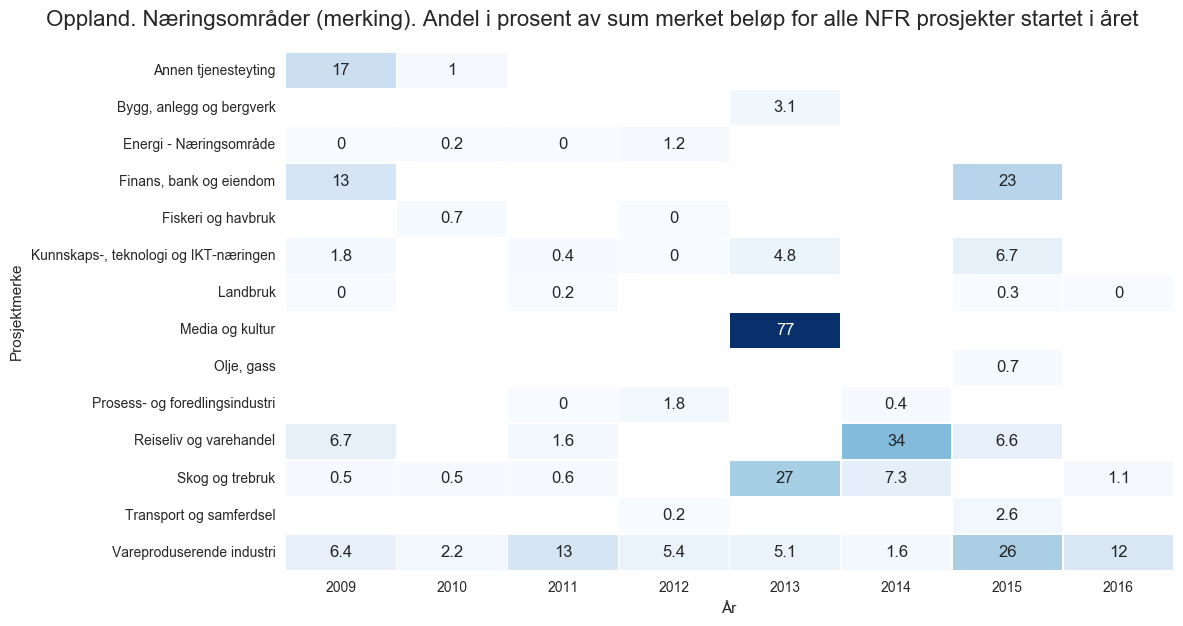 Oppland. Næringsområder (merking). Andel i prosent av sum merket beløp for alle NFR prosjekter startet i året
Prosjektmerke
Annen tjenesteyting 17 1
Bygg, anlegg og bergverk 3.1
Energi - Næringsområde 0 0.2 0 1.2
Finans, bank og eiendom 13 23
Fiskeri og havbruk 0.7 0
Kunnskaps-, teknologi og IKT-næringen 1.8 0.4 0 4.8 6.7
Landbruk 0 0.2 0.3 0
Media og kultur 77
Olje, gass 0.7
Prosess- og foredlingsindustri 0 1.8 0.4
Reiseliv og varehandel 6.7 1.6 34 6.6
Skog og trebruk 0.5 0.5 0.6 27 7.3 1.1
Transport og samferdsel 0.2 2.6
Vareproduserende industri 6.4 2.2 13 5.4 5.1 1.6 26 12
2009 2010 2011 2012 2013 2014 2015 2016
År